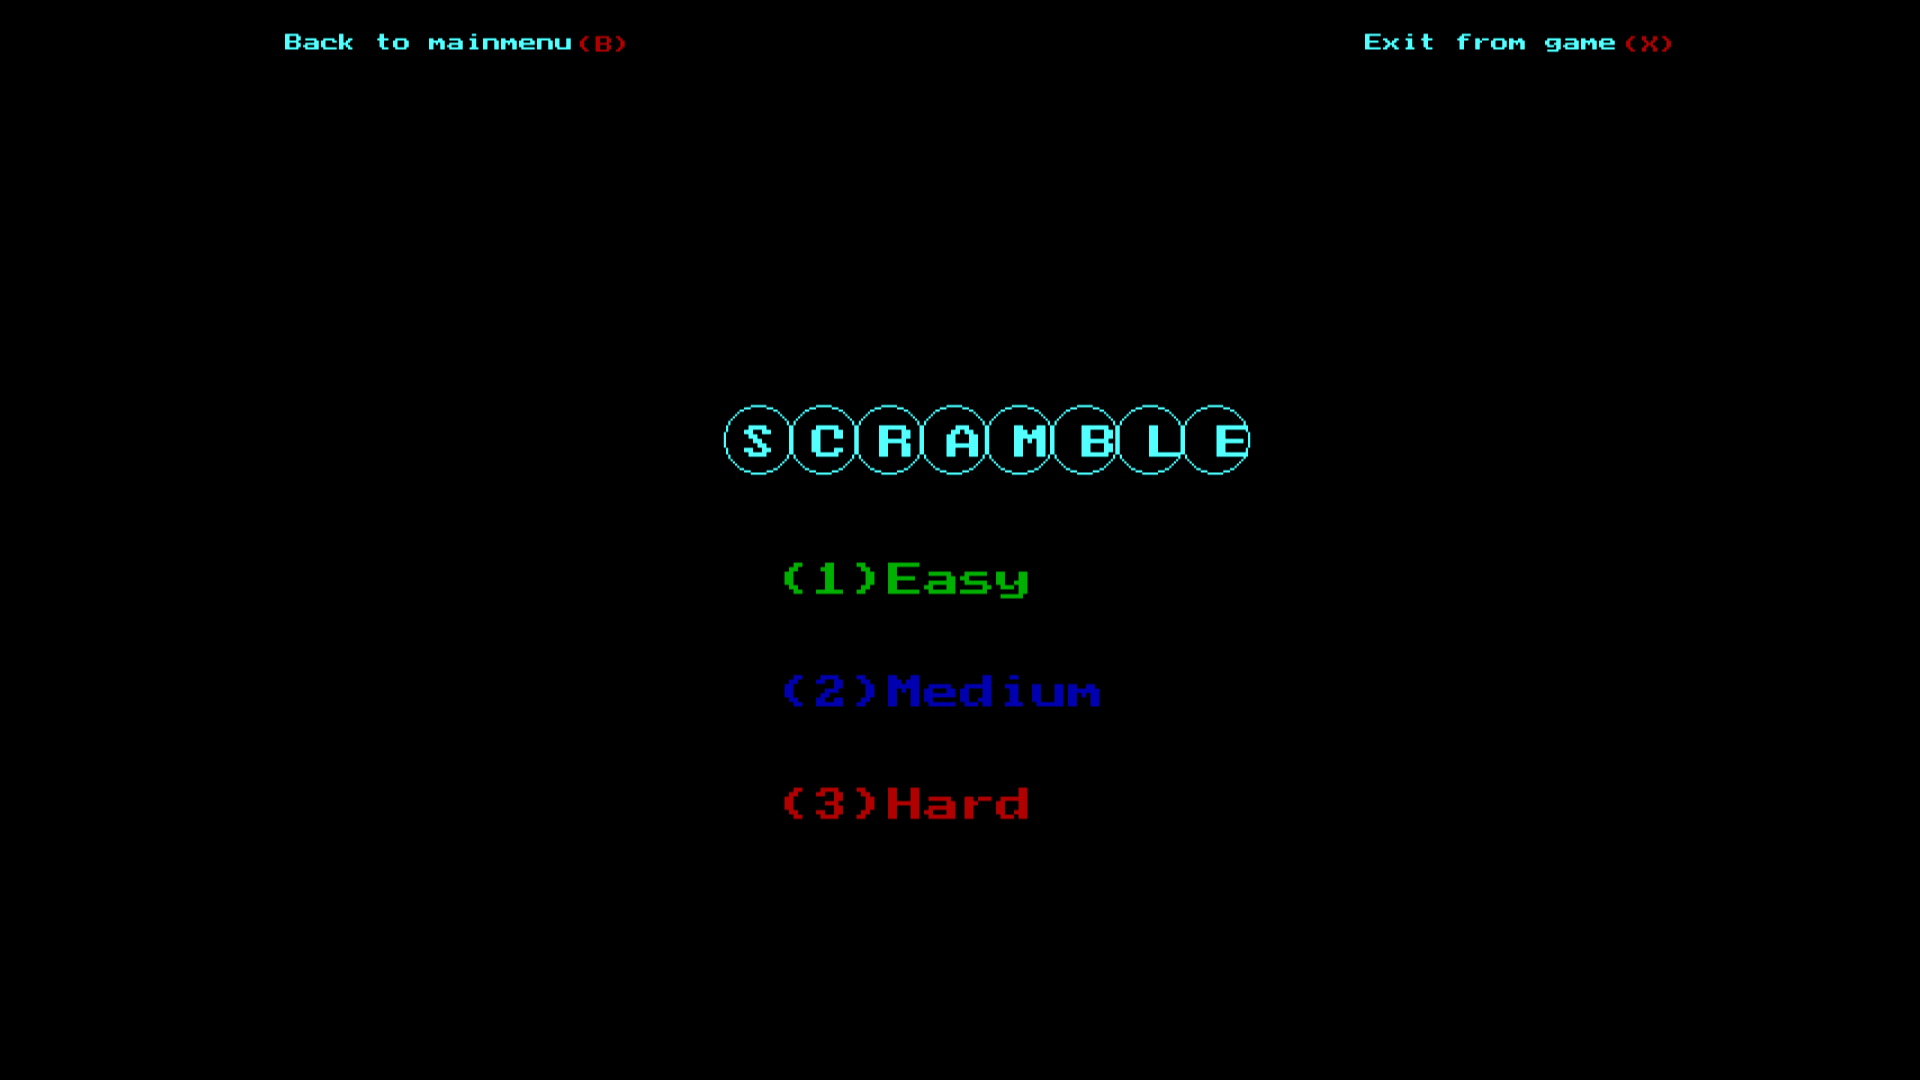 Back to mainmenu(B) Exit from game(X)
SCRAMBLE
(1)Easy
(2)Medium
(3)Hard